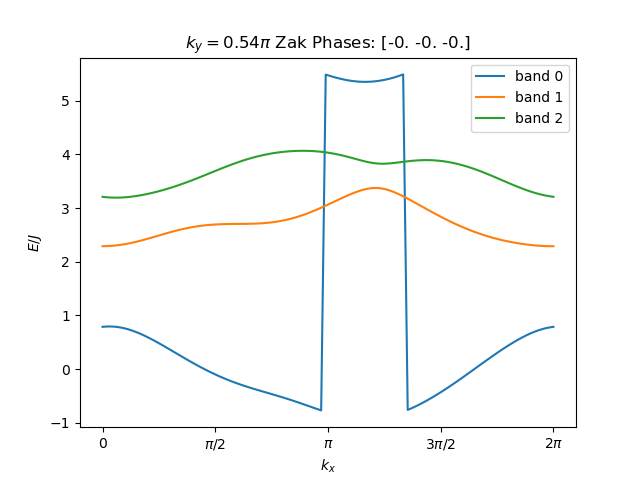 $k_y = 0.54\pi$ Zak Phases: [-0. -0. -0.]
band 0
band 1
band 2
E/J
5
4
3
2
1
0
−1
0
π/2
π
3π/2
2π
$k_x$